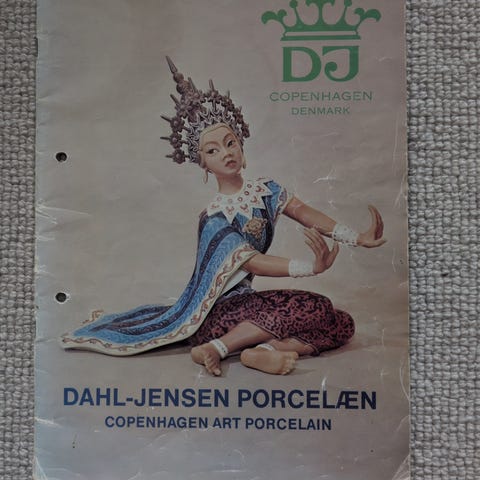 DJ
COPENHAGEN
DENMARK
DAHL-JENSEN PORCELÆN
COPENHAGEN ART PORCELAIN